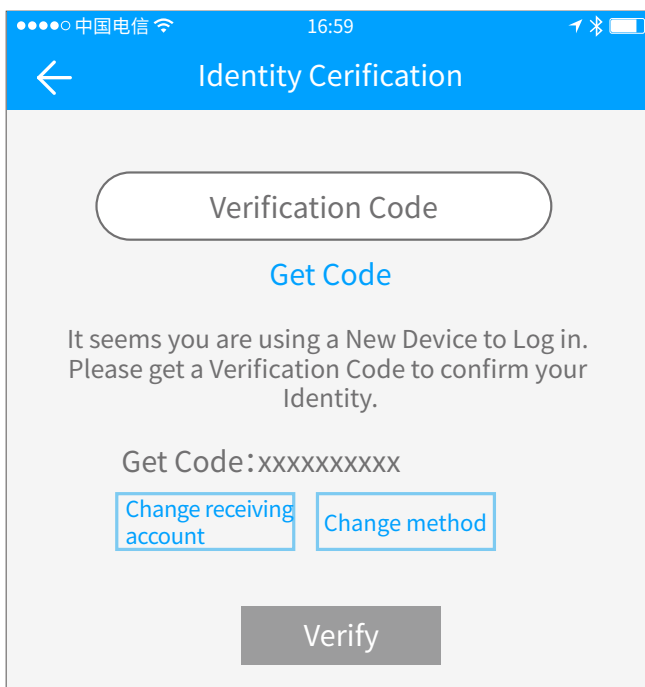 中国电信 16:59
Identity Cerification
Verification Code
Get Code
It seems you are using a New Device to Log in.
Please get a Verification Code to confirm your
Identity.
Get Code：xxxxxxxxxx
Change receiving
account
Change method
Verify